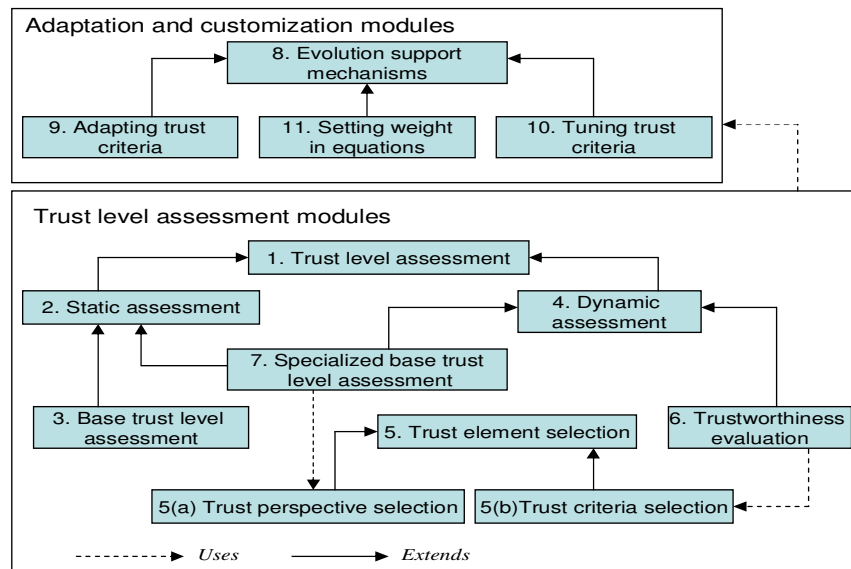 Adaptation and customization modules
8. Evolution support
mechanisms
9. Adapting trust
criteria
11. Setting weight
in equations
10. Tuning trust
criteria
Trust level assessment modules
1. Trust level assessment
2. Static assessment
4. Dynamic
assessment
7. Specialized base trust
level assessment
3. Base trust level
assessment
5. Trust element selection
6. Trustworthiness
evaluation
5(a) Trust perspective selection
5(b)Trust criteria selection
Uses
Extends